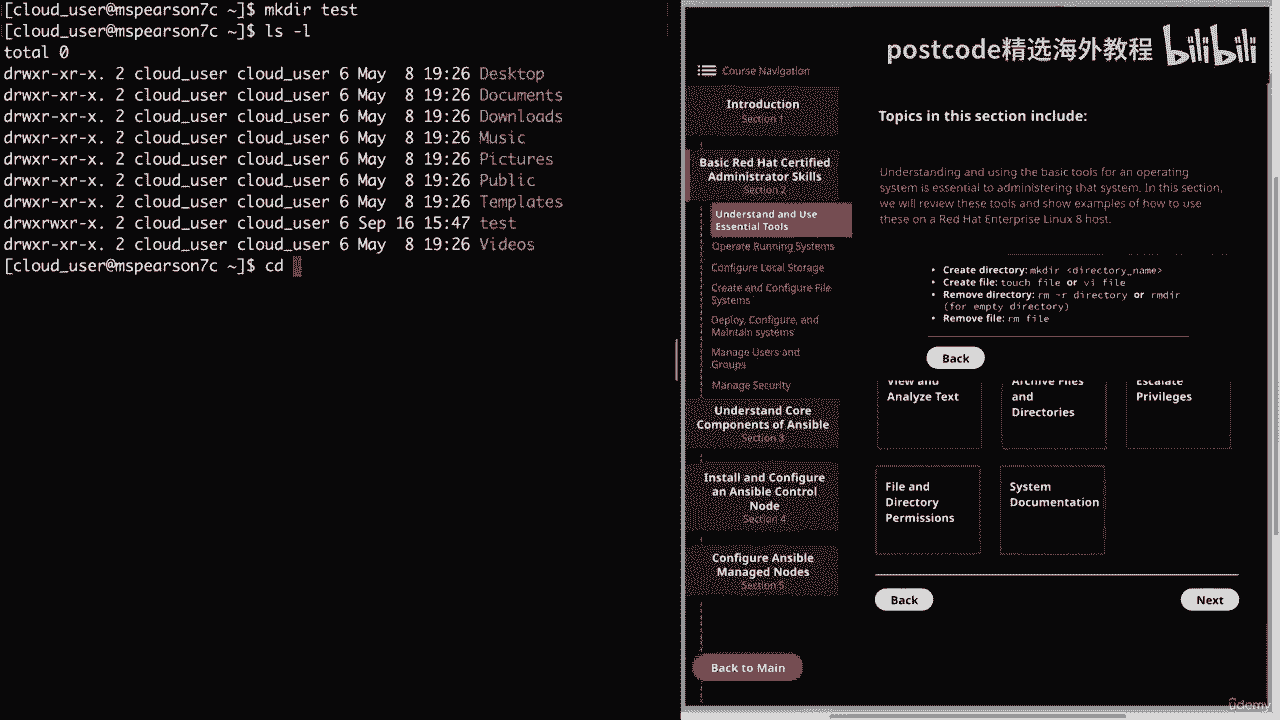 [cloud_user@mspearson7c ~]$ mkdir test
[cloud_user@mspearson7c ~]$ ls -l
total 0
drwxr-xr-x. 2 cloud_user cloud_user 6 May  8 19:26 Desktop
drwxr-xr-x. 2 cloud_user cloud_user 6 May  8 19:26 Documents
drwxr-xr-x. 2 cloud_user cloud_user 6 May  8 19:26 Downloads
drwxr-xr-x. 2 cloud_user cloud_user 6 May  8 19:26 Music
drwxr-xr-x. 2 cloud_user cloud_user 6 May  8 19:26 Pictures
drwxr-xr-x. 2 cloud_user cloud_user 6 May  8 19:26 Public
drwxr-xr-x. 2 cloud_user cloud_user 6 May  8 19:26 Templates
drwxrwxr-x. 2 cloud_user cloud_user 6 Sep 16 15:47 test
drwxr-xr-x. 2 cloud_user cloud_user 6 May  8 19:26 Videos
[cloud_user@mspearson7c ~]$ cd
postcode精选海外教程 bilibili
Course Navigation
Introduction
Section 1
Basic Red Hat Certified
Administrator Skills
Section 2
Understand and Use
Essential Tools
Operate Running Systems
Configure Local Storage
Create and Configure File
Systems
Deploy, Configure, and
Maintain systems
Manage Users and
Groups
Manage Security
Understand Core
Components of Ansible
Section 3
Install and Configure
an Ansible Control
Node
Section 4
Configure Ansible
Managed Nodes
Section 5
Back to Main
Topics in this section include:
Understanding and using the basic tools for an operating
system is essential to administering that system. In this section,
we will review these tools and show examples of how to use
these on a Red Hat Enterprise Linux 8 host.
• Create directory: mkdir <directory_name>
• Create file: touch file or vi file
• Remove directory: rm -r directory or rmdir
(for empty directory)
• Remove file: rm file
Back
View and
Analyze Text
Archive Files
and
Directories
Escalate
Privileges
File and
Directory
Permissions
System
Documentation
Back
Next
ûdemy